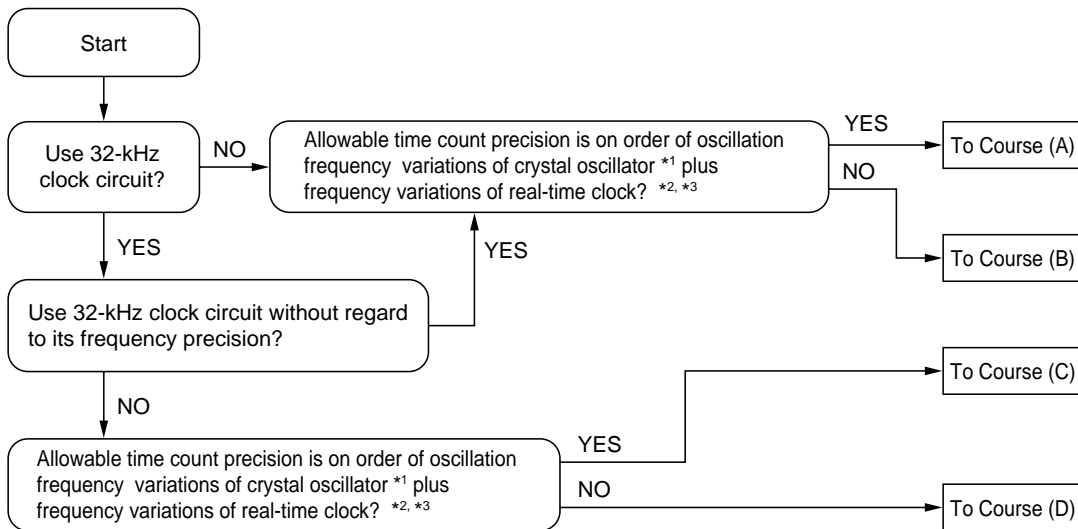 Start
Use 32-kHz
clock circuit?
NO
Allowable time count precision is on order of oscillation
frequency variations of crystal oscillator *1 plus
frequency variations of real-time clock? *2, *3
YES
To Course (A)
NO
To Course (B)
YES
YES
Use 32-kHz clock circuit without regard
to its frequency precision?
NO
Allowable time count precision is on order of oscillation
frequency variations of crystal oscillator *1 plus
frequency variations of real-time clock? *2, *3
YES
To Course (C)
NO
To Course (D)